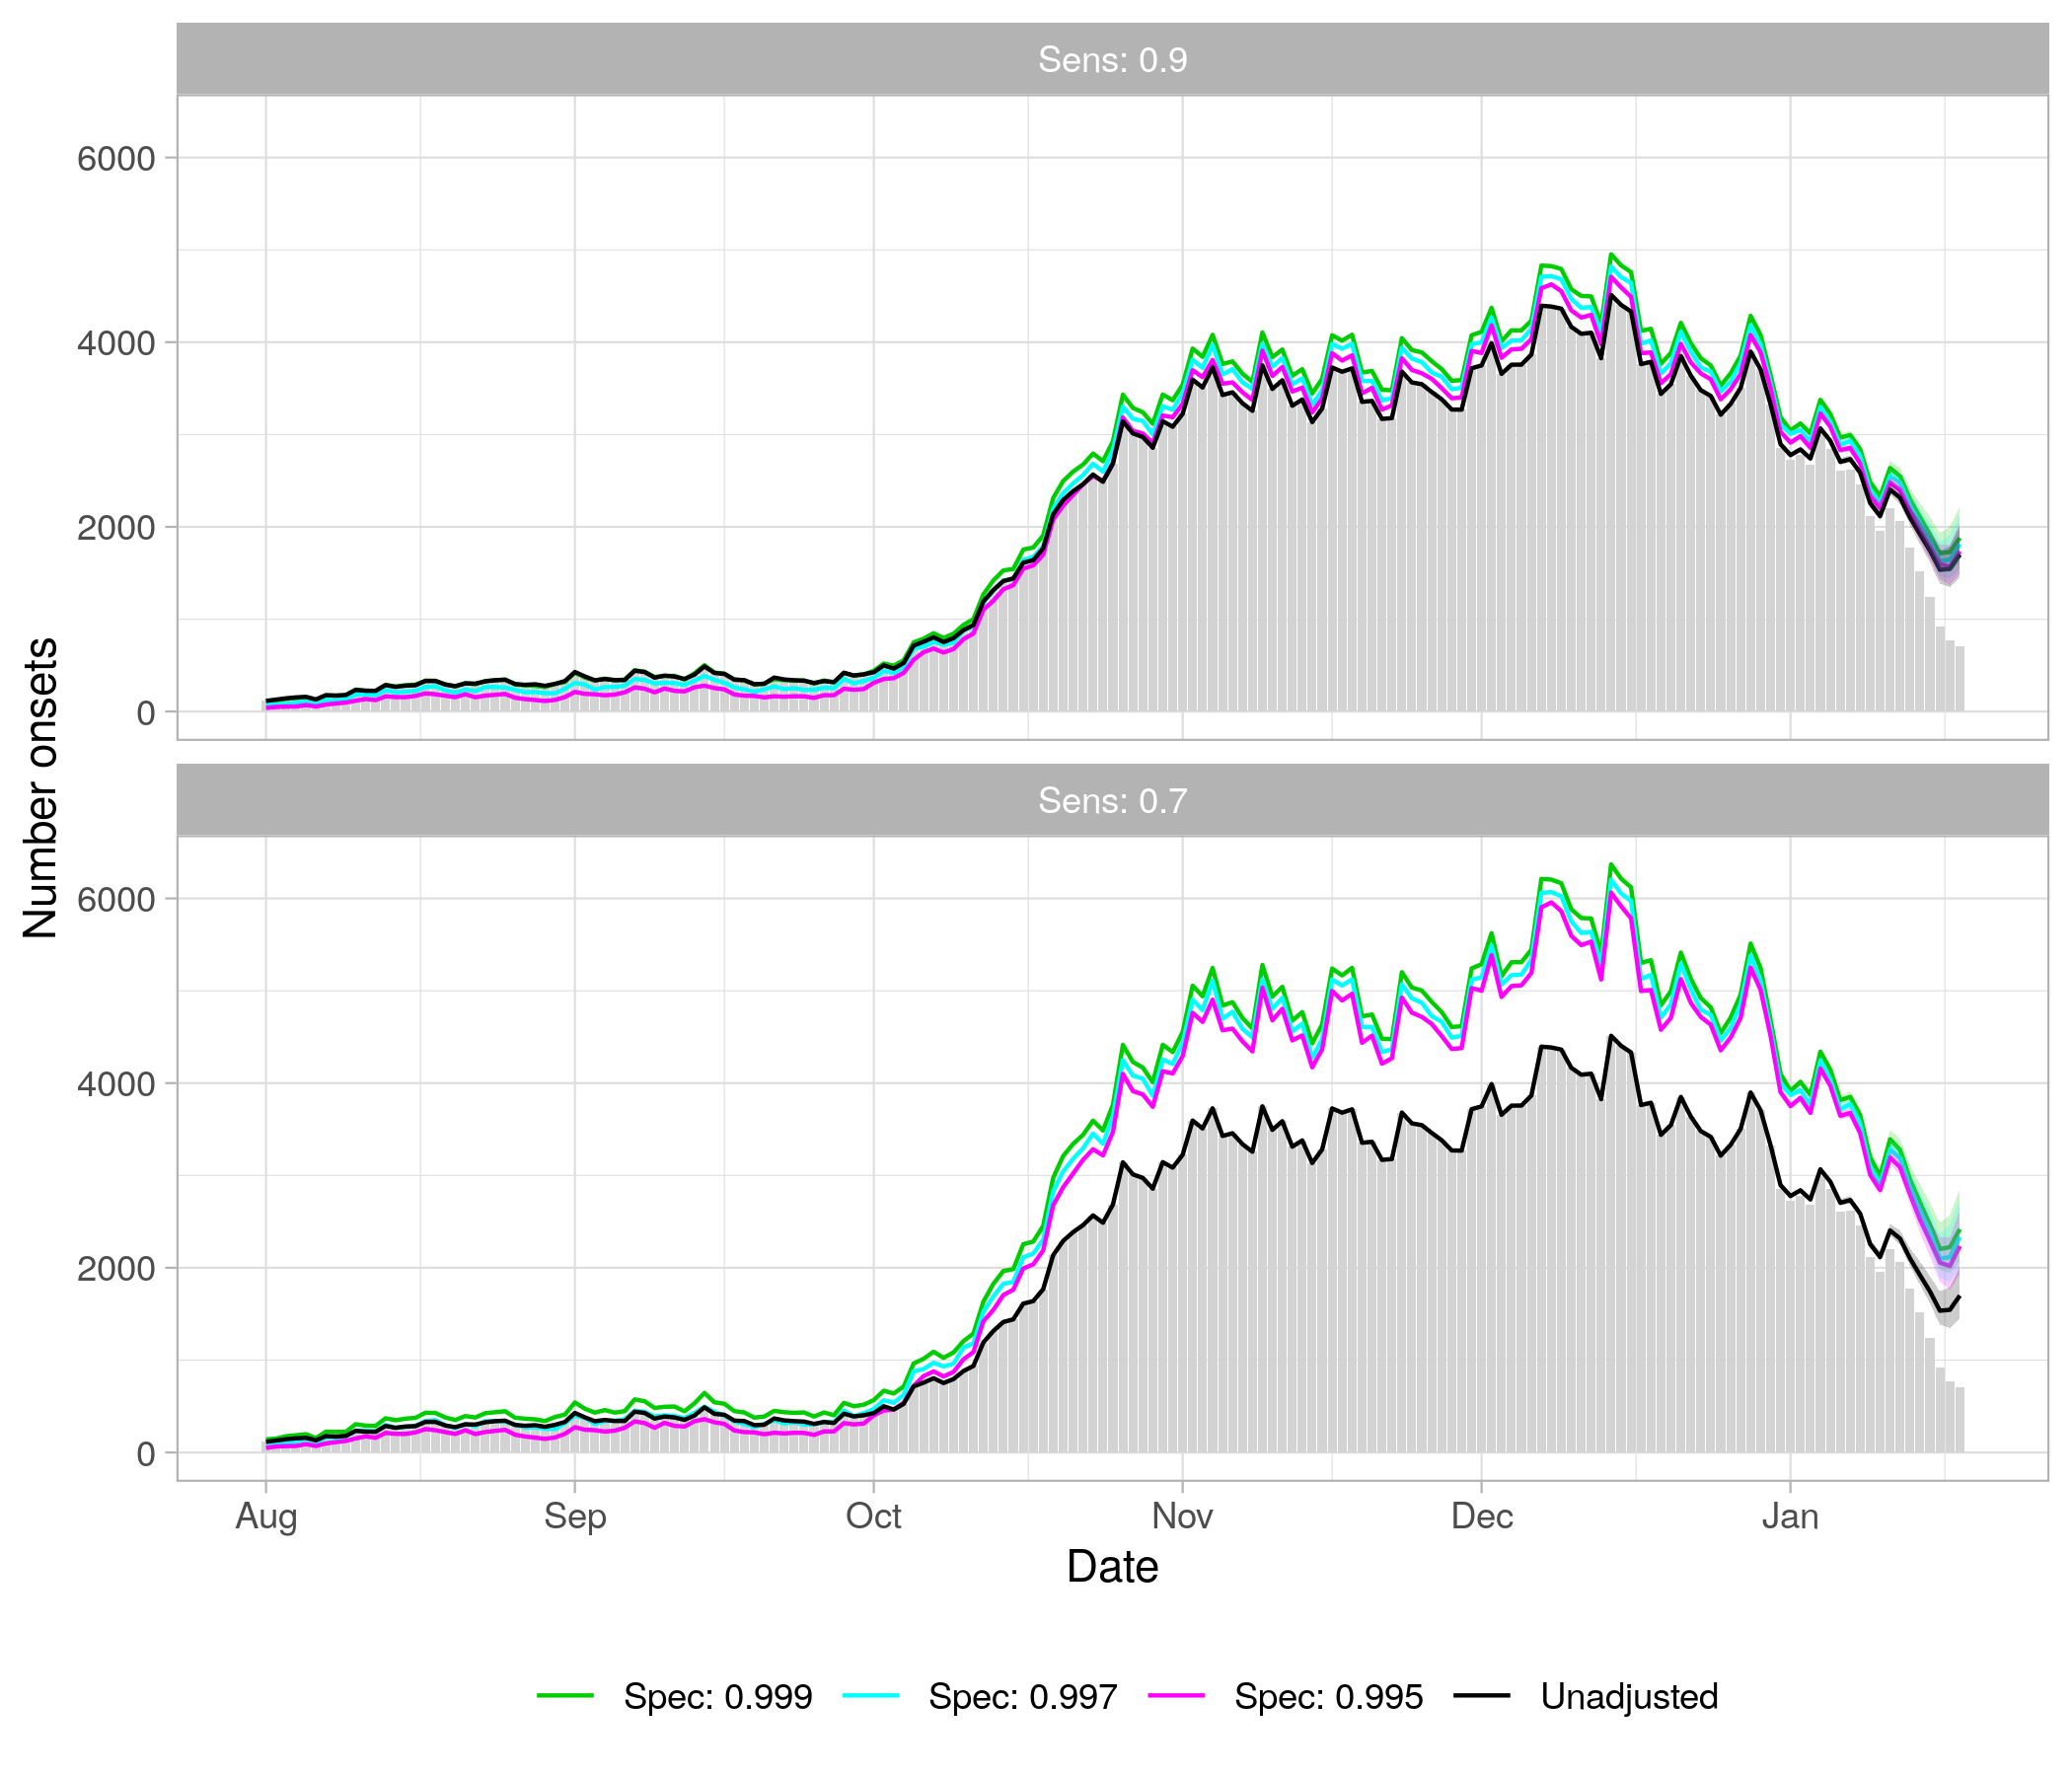 Sens: 0.9
6000
4000
2000
0
Sens: 0.7
6000
4000
2000
0
Number onsets
Aug Sep Oct Nov Dec Jan
Date
Spec: 0.999 Spec: 0.997 Spec: 0.995 Unadjusted